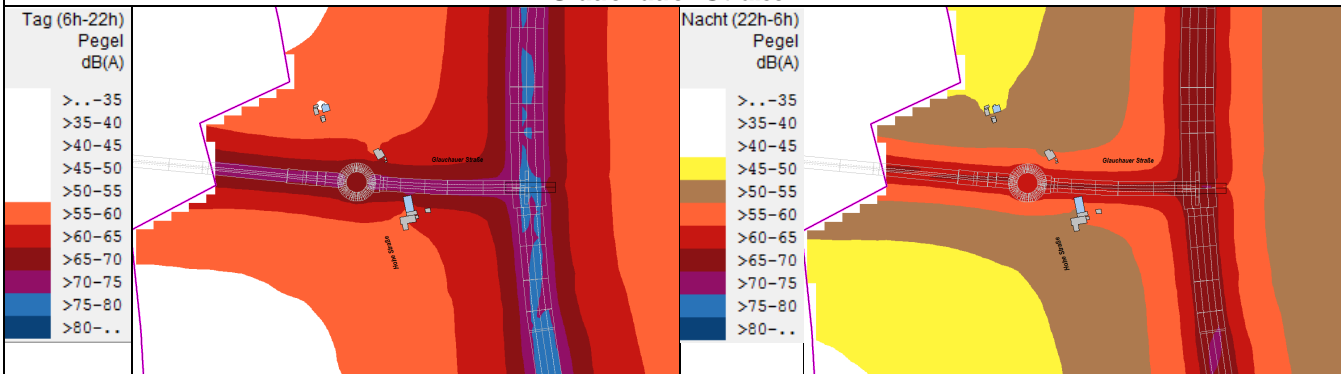 Tag (6h-22h)
Pegel
dB(A)
>..-35
>35-40
>40-45
>45-50
>50-55
>55-60
>60-65
>65-70
>70-75
>75-80
>80-..
Glauchauer Straße
Hohe Straße
Nacht (22h-6h)
Pegel
dB(A)
>..-35
>35-40
>40-45
>45-50
>50-55
>55-60
>60-65
>65-70
>70-75
>75-80
>80-..
Glauchauer Straße
Hohe Straße